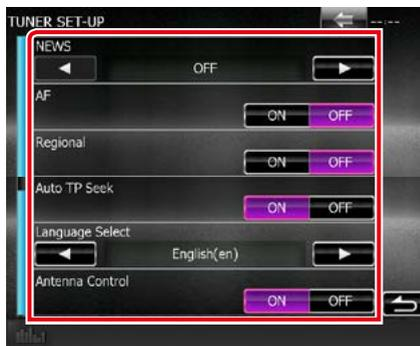 TUNER SET-UP
--:--
NEWS
OFF
AF
ON OFF
Regional
ON OFF
Auto TP Seek
ON OFF
Language Select
English(en)
Antenna Control
ON OFF